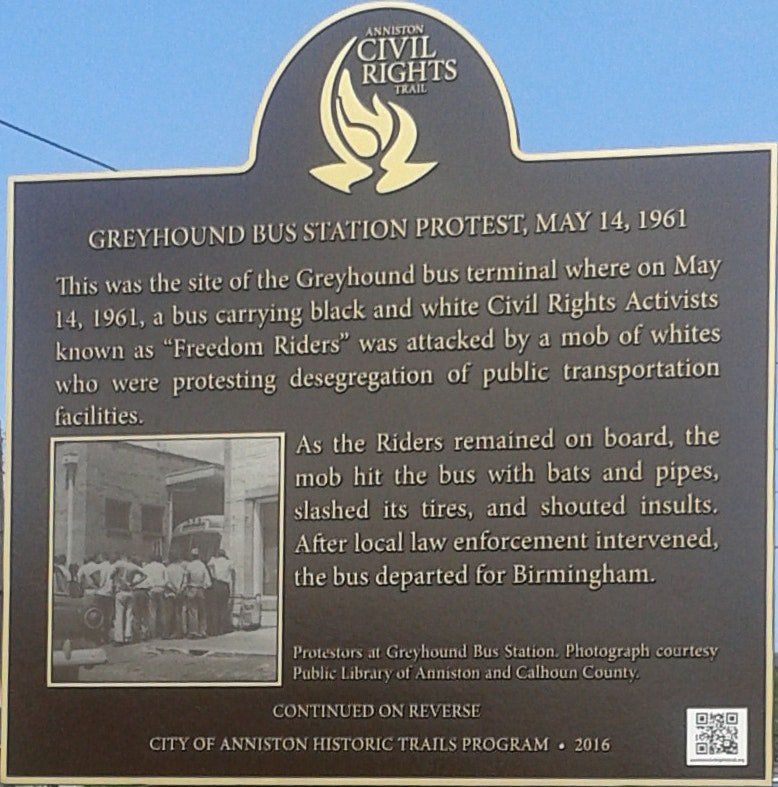 ANNISTON
CIVIL
RIGHTS
TRAIL
GREYHOUND BUS STATION PROTEST, MAY 14, 1961
This was the site of the Greyhound bus terminal where on May
14, 1961, a bus carrying black and white Civil Rights Activists
known as “Freedom Riders” was attacked by a mob of whites
who were protesting desegregation of public transportation
facilities.
As the Riders remained on board, the
mob hit the bus with bats and pipes,
slashed its tires, and shouted insults.
After local law enforcement intervened,
the bus departed for Birmingham.
Protestors at Greyhound Bus Station. Photograph courtesy
Public Library of Anniston and Calhoun County.
CONTINUED ON REVERSE
CITY OF ANNISTON HISTORIC TRAILS PROGRAM • 2016